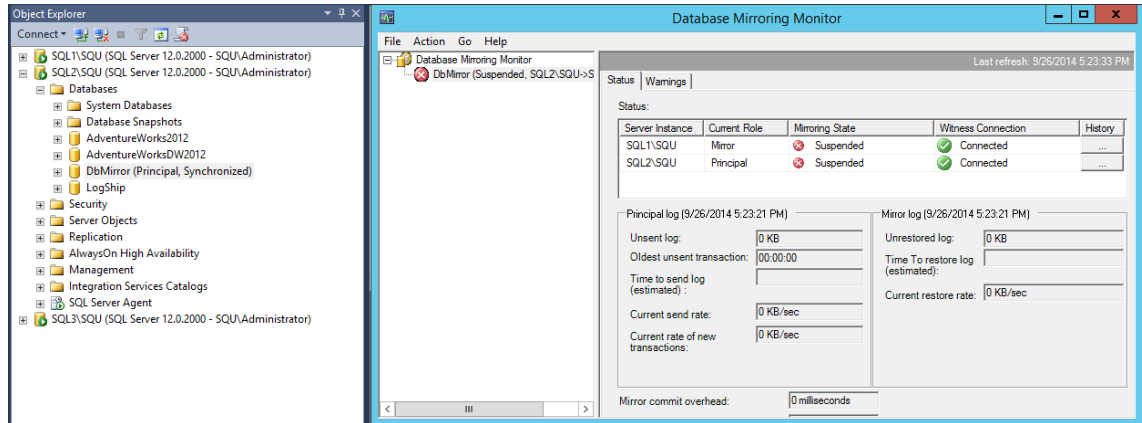 Object Explorer
Connect
SQL1\SQU (SQL Server 12.0.2000 - SQU\Administrator)
SQL2\SQU (SQL Server 12.0.2000 - SQU\Administrator)
Databases
System Databases
Database Snapshots
AdventureWorks2012
AdventureWorksDW2012
DbMirror (Principal, Synchronized)
LogShip
Security
Server Objects
Replication
AlwaysOn High Availability
Management
Integration Services Catalogs
SQL Server Agent
SQL3\SQU (SQL Server 12.0.2000 - SQU\Administrator)
Database Mirroring Monitor
File Action Go Help
Database Mirroring Monitor
DbMirror (Suspended, SQL2\SQU->S
Last refresh: 9/26/2014 5:23:33 PM
Status Warnings
Status:
Server Instance Current Role Mirroring State Witness Connection History
SQL1\SQU Mirror Suspended Connected ...
SQL2\SQU Principal Suspended Connected ...
Principal log (9/26/2014 5:23:21 PM)
Unsent log: 0 KB
Oldest unsent transaction: 00:00:00
Time to send log
(estimated) :
Current send rate: 0 KB/sec
Current rate of new 0 KB/sec
transactions:
Mirror log (9/26/2014 5:23:21 PM)
Unrestored log: 0 KB
Time To restore log
(estimated):
Current restore rate: 0 KB/sec
Mirror commit overhead: 0 milliseconds